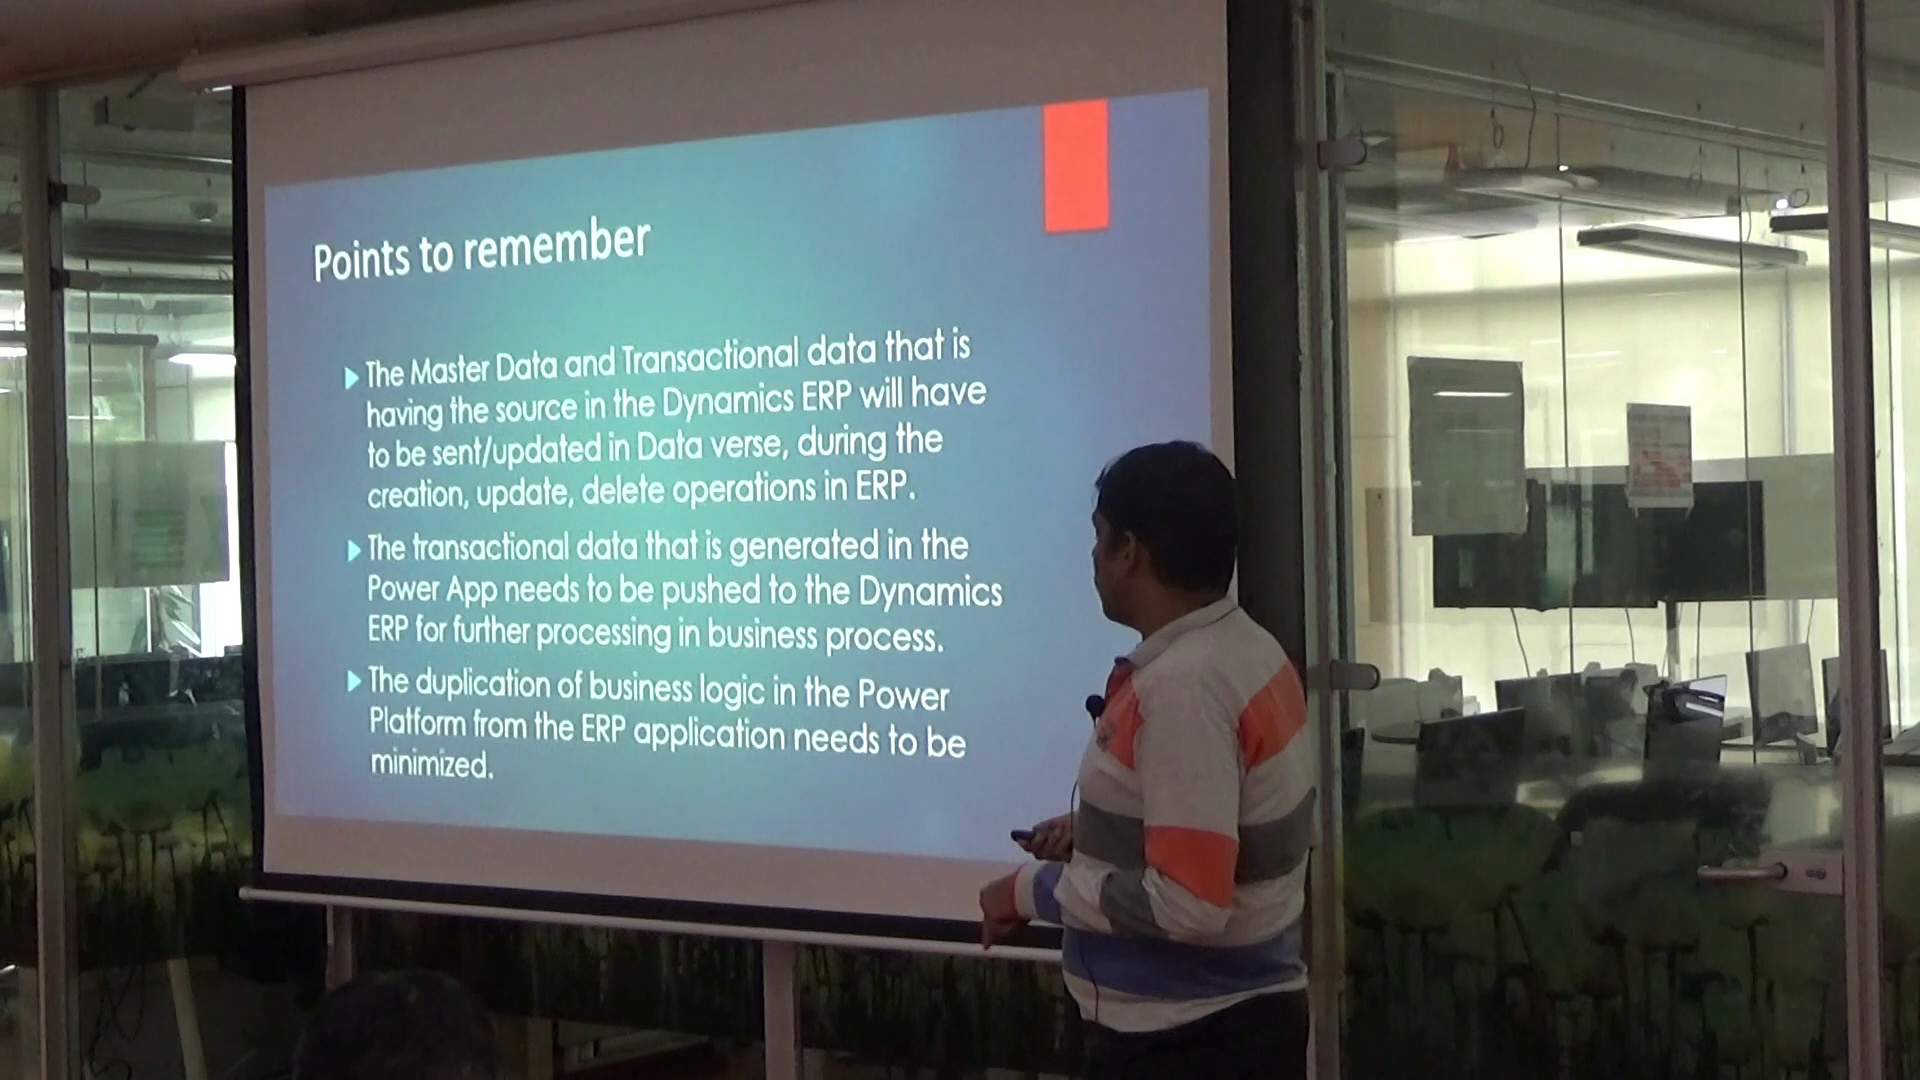 Points to remember
The Master Data and Transactional data that is
having the source in the Dynamics ERP will have
to be sent/updated in Data verse, during the
creation, update, delete operations in ERP.
The transactional data that is generated in the
Power App needs to be pushed to the Dynamics
ERP for further processing in business process.
The duplication of business logic in the Power
Platform from the ERP application needs to be
minimized.